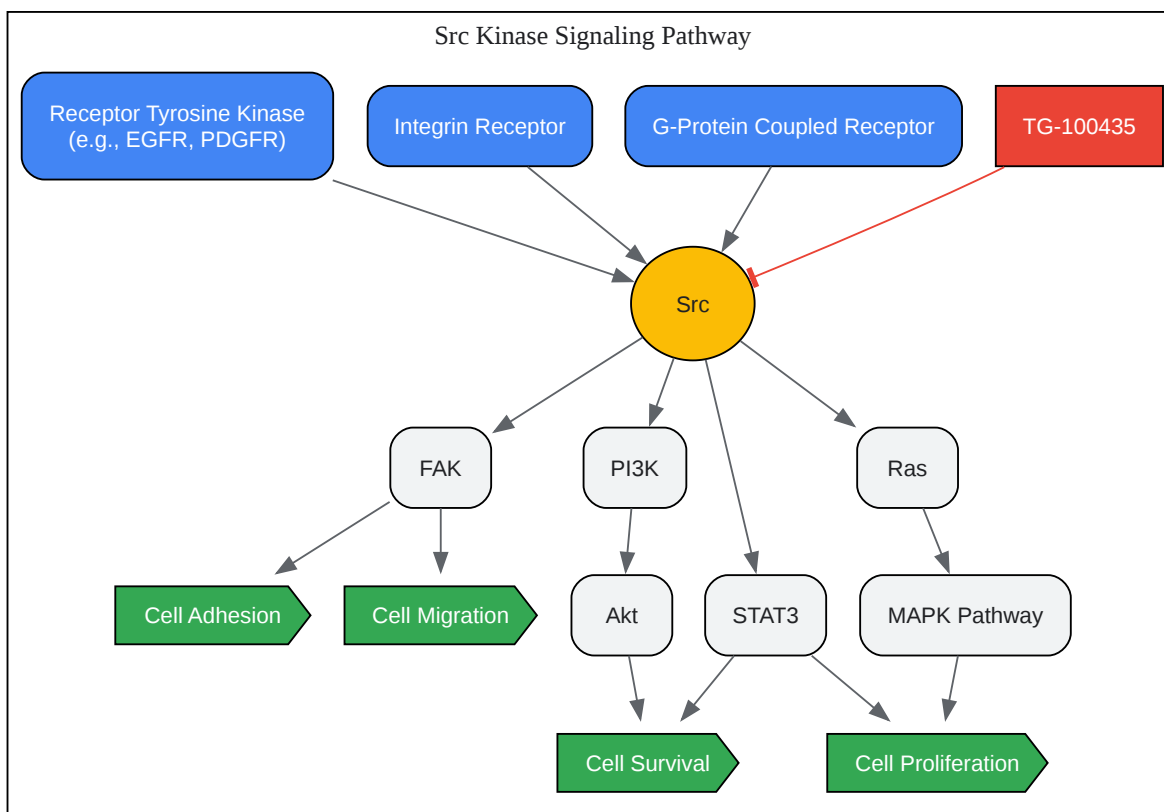 Src Kinase Signaling Pathway
Receptor Tyrosine Kinase
(e.g., EGFR, PDGFR)
Integrin Receptor
G-Protein Coupled Receptor
TG-100435
Src
FAK
PI3K
Ras
Cell Adhesion
Cell Migration
Akt
STAT3
MAPK Pathway
Cell Survival
Cell Proliferation